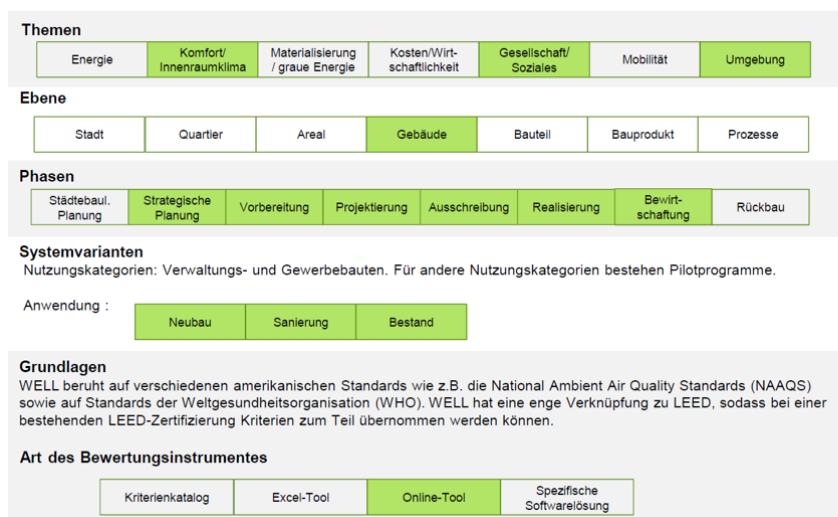 Themen
Energie
Komfort/
Innenraumklima
Materialisierung
/ graue Energie
Kosten/Wirt-
schaftlichkeit
Gesellschaft/
Soziales
Mobilität
Umgebung
Ebene
Stadt
Quartier
Areal
Gebäude
Bauteil
Bauprodukt
Prozesse
Phasen
Städtebaul.
Planung
Strategische
Planung
Vorbereitung
Projektierung
Ausschreibung
Realisierung
Bewirt-
schaftung
Rückbau
Systemvarianten
Nutzungskategorien: Verwaltungs- und Gewerbebauten. Für andere Nutzungskategorien bestehen Pilotprogramme.
Anwendung :
Neubau
Sanierung
Bestand
Grundlagen
WELL beruht auf verschiedenen amerikanischen Standards wie z.B. die National Ambient Air Quality Standards (NAAQS)
sowie auf Standards der Weltgesundheitsorganisation (WHO). WELL hat eine enge Verknüpfung zu LEED, sodass bei einer
bestehenden LEED-Zertifizierung Kriterien zum Teil übernommen werden können.
Art des Bewertungsinstrumentes
Kriterienkatalog
Excel-Tool
Online-Tool
Spezifische
Softwarelösung